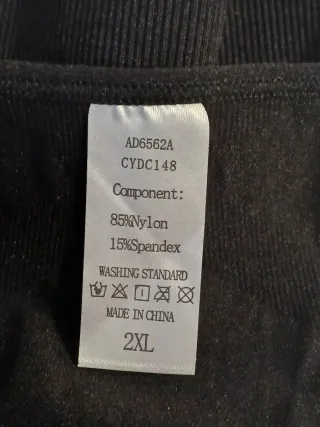 AD6562A
CYDC148
Component:
85%Nylon
15%Spandex
WASHING STANDARD
MADE IN CHINA
2XL